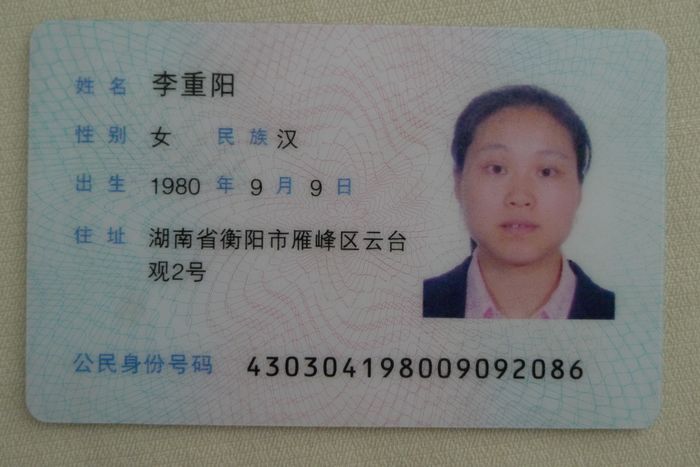 姓名 李重阳
性别 女 民族 汉
出生 1980 年 9 月 9 日
住址 湖南省衡阳市雁峰区云台
观2号
公民身份号码 430304198009092086